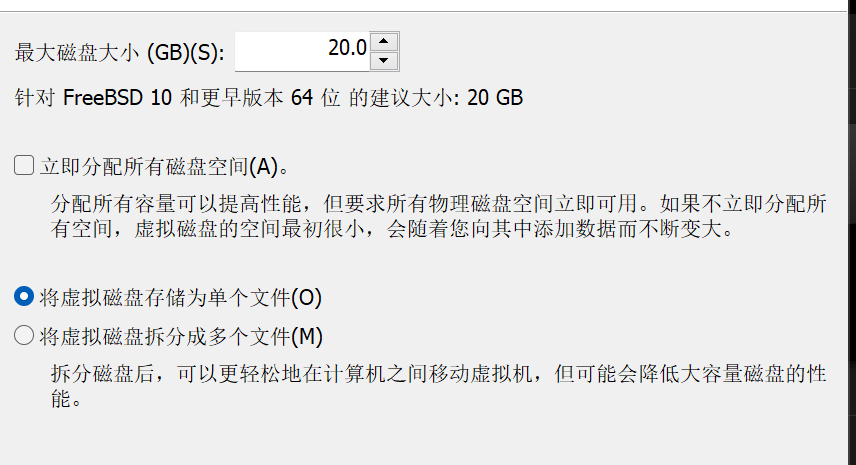 最大磁盘大小 (GB)(S): 20.0
针对 FreeBSD 10 和更早版本 64 位 的建议大小: 20 GB
立即分配所有磁盘空间(A)。
分配所有容量可以提高性能，但要求所有物理磁盘空间立即可用。如果不立即分配所
有空间，虚拟磁盘的空间最初很小，会随着您向其中添加数据而不断变大。
将虚拟磁盘存储为单个文件(O)
将虚拟磁盘拆分成多个文件(M)
拆分磁盘后，可以更轻松地在计算机之间移动虚拟机，但可能会降低大容量磁盘的性
能。